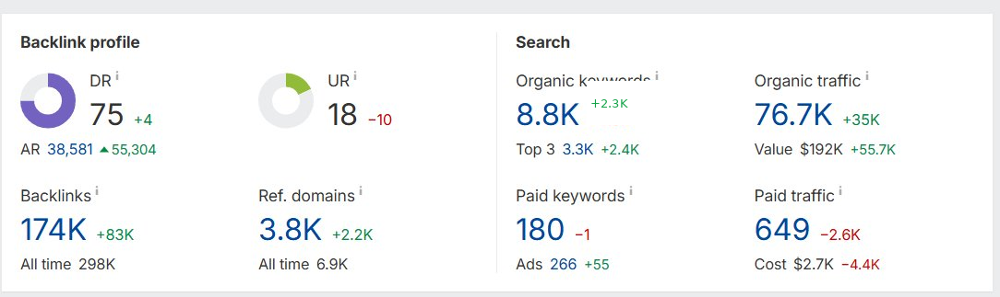 Backlink profile
DR i
75 +4
AR 38,581 ▲55,304
UR i
18 −10
Backlinks i
174K +83K
All time 298K
Ref. domains i
3.8K +2.2K
All time 6.9K
Search
Organic keywords i
8.8K +2.3K
Top 3 3.3K +2.4K
Organic traffic i
76.7K +35K
Value $192K +55.7K
Paid keywords i
180 −1
Ads 266 +55
Paid traffic i
649 −2.6K
Cost $2.7K −4.4K